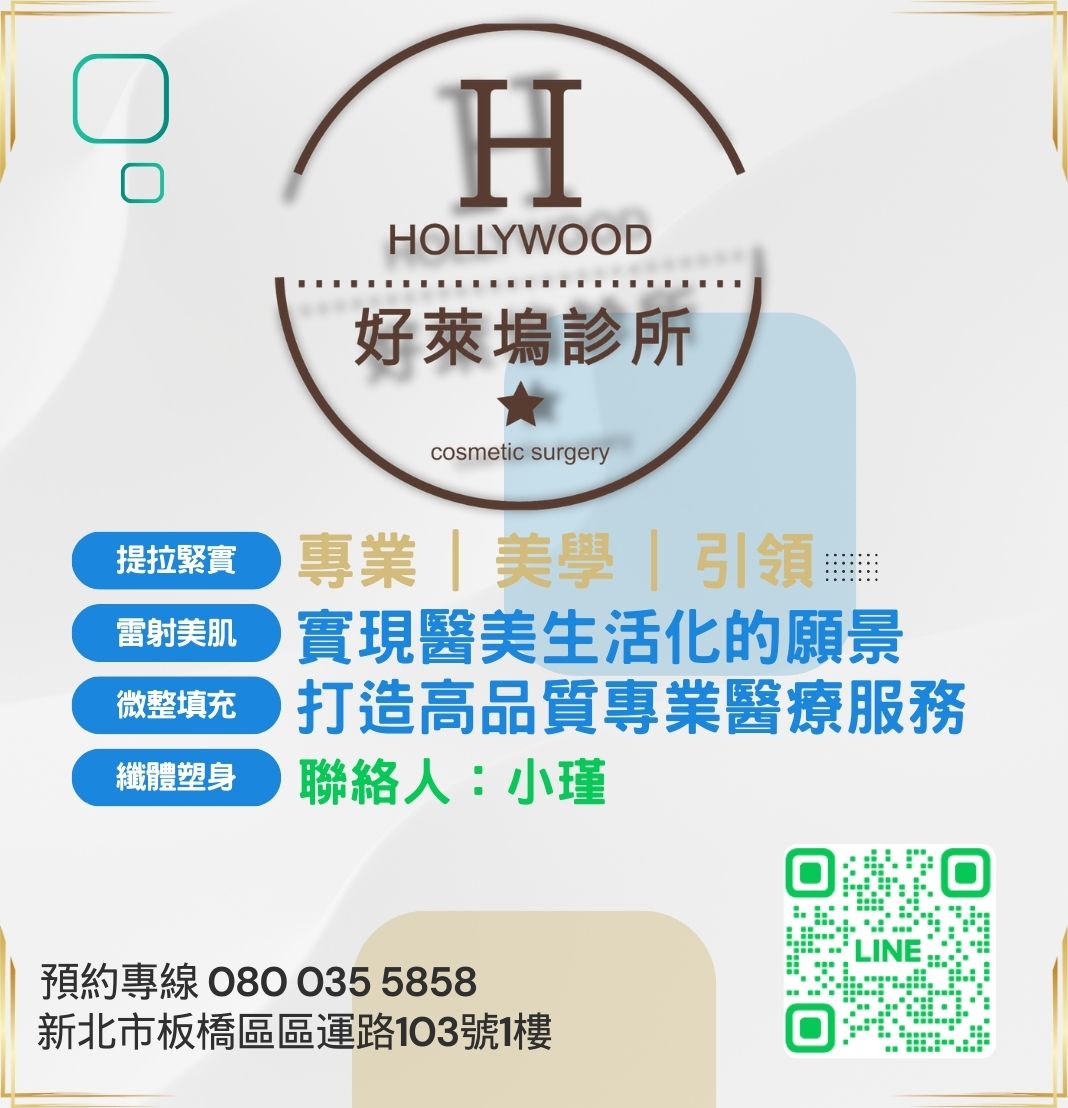 H
HOLLYWOOD
好萊塢診所
cosmetic surgery
提拉緊實
專業｜美學｜引領
雷射美肌
實現醫美生活化的願景
微整填充
打造高品質專業醫療服務
纖體塑身
聯絡人：小瑾
LINE
預約專線 080 035 5858
新北市板橋區區運路103號1樓